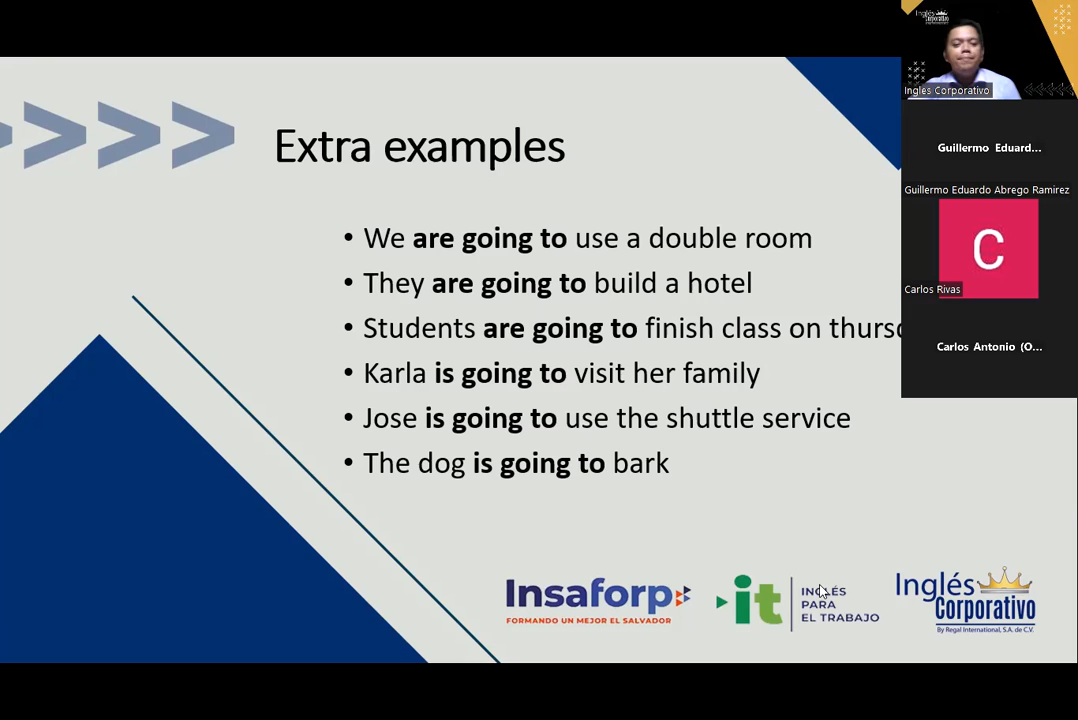 Extra examples
• We are going to use a double room
• They are going to build a hotel
• Students are going to finish class on
• Karla is going to visit her family
• Jose is going to use the shuttle service
• The dog is going to bark
Insaforp
FORMANDO UN MEJOR EL SALVADOR
it
INGLÉS
PARA
EL TRABAJO
Inglés
Corporativo
By Regal International, S.A. de C.V.
Inglés
Corporativo
Inglés Corporativo
Guillermo Eduard...
Guillermo Eduardo Abrego Ramirez
C
Carlos Rivas
Carlos Antonio (O...